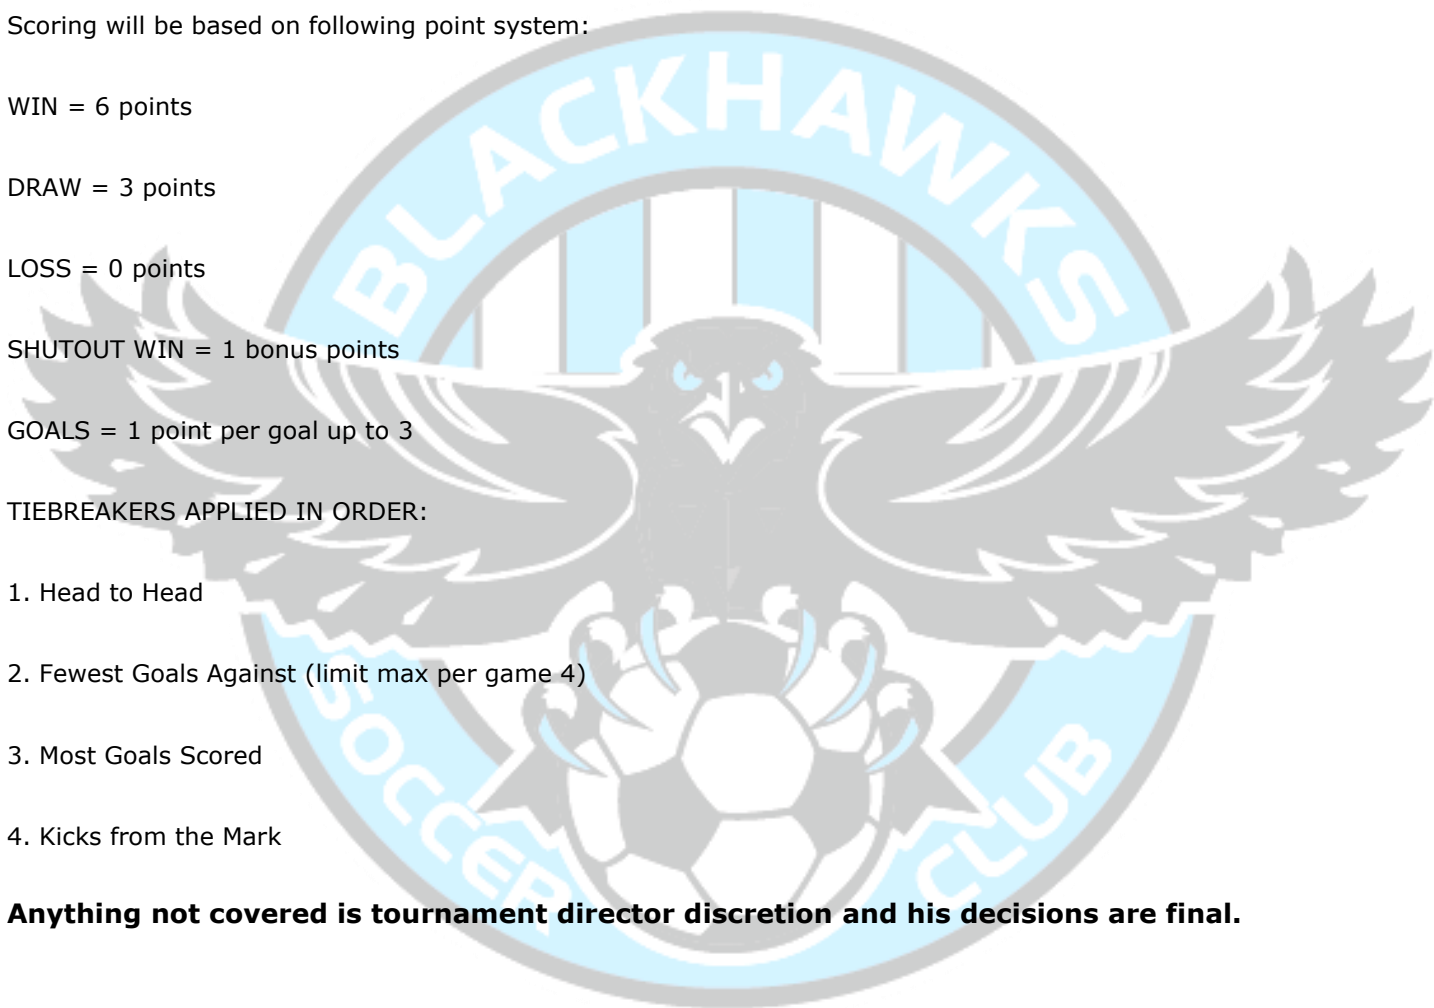 Scoring will be based on following point system:
WIN = 6 points
DRAW = 3 points
LOSS = 0 points
SHUTOUT WIN = 1 bonus points
GOALS = 1 point per goal up to 3
TIEBREAKERS APPLIED IN ORDER:
1. Head to Head
2. Fewest Goals Against (limit max per game 4)
3. Most Goals Scored
4. Kicks from the Mark
Anything not covered is tournament director discretion and his decisions are final.
BLACKHAWKS
SOCCER CLUB